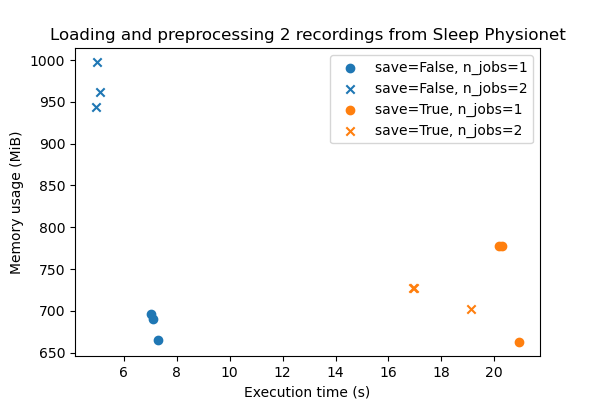 Loading and preprocessing 2 recordings from Sleep Physionet
1000
950
900
850
800
750
700
650
Memory usage (MiB)
save=False, n_jobs=1
save=False, n_jobs=2
save=True, n_jobs=1
save=True, n_jobs=2
6 8 10 12 14 16 18 20
Execution time (s)